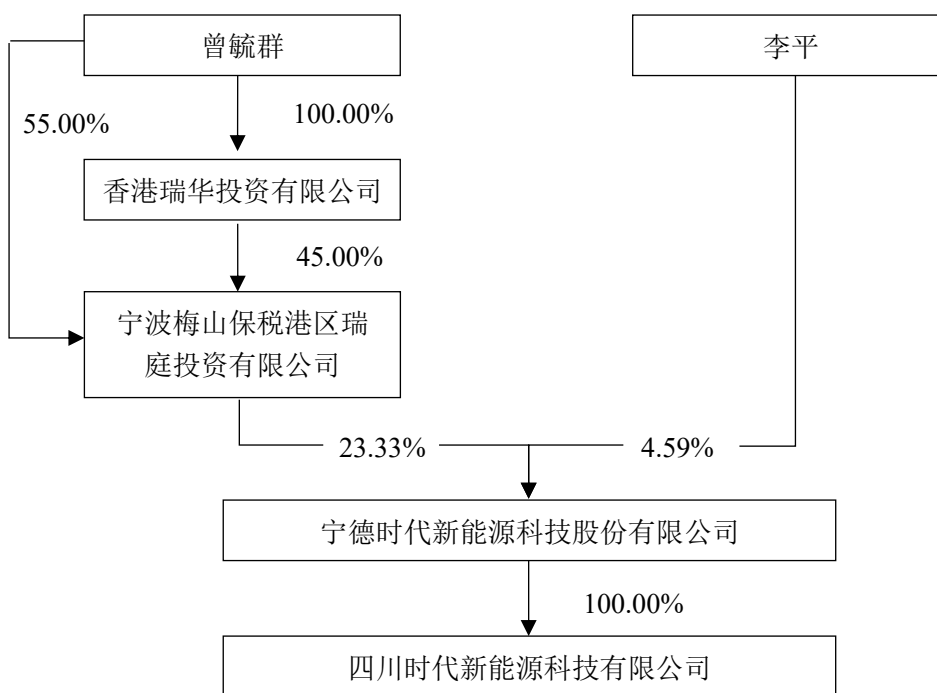 曾毓群
李平
55.00%
100.00%
香港瑞华投资有限公司
45.00%
宁波梅山保税港区瑞
庭投资有限公司
23.33%
4.59%
宁德时代新能源科技股份有限公司
100.00%
四川时代新能源科技有限公司